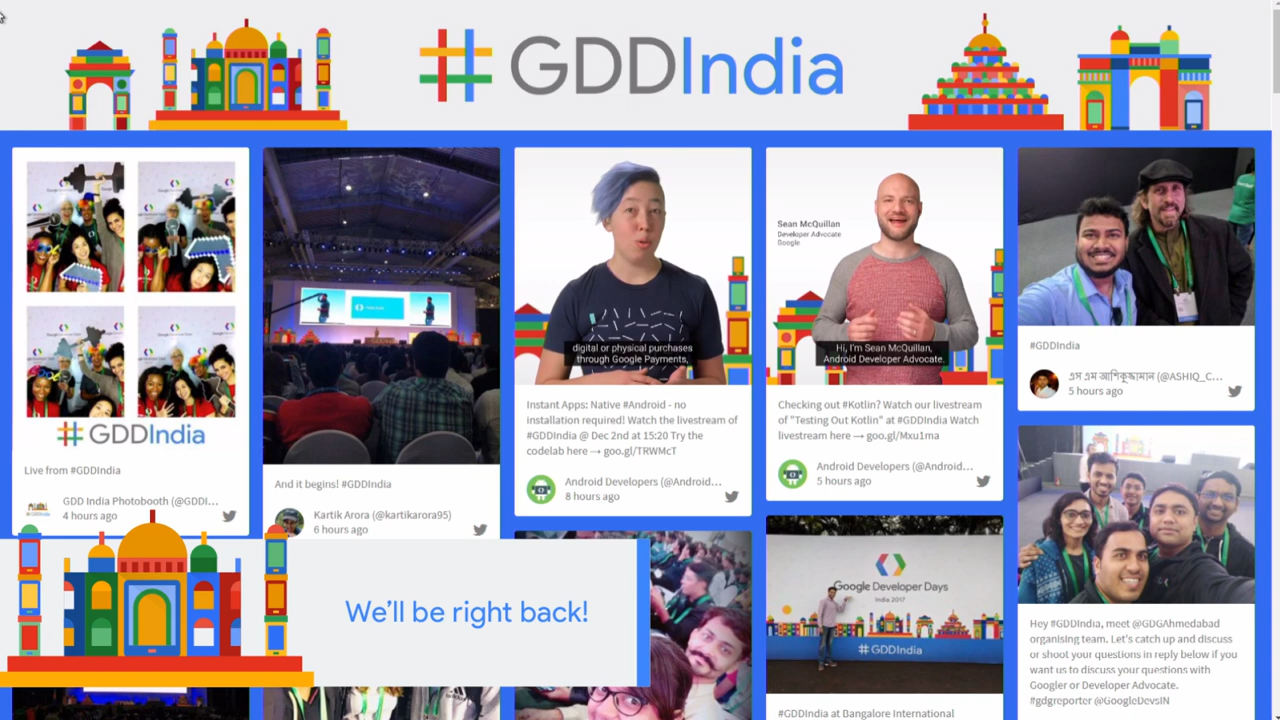 #GDDIndia
#GDDIndia
Live from #GDDIndia
GDD India Photobooth (@GDDI...
4 hours ago
And it begins! #GDDIndia
Kartik Arora (@kartikarora95)
6 hours ago
digital or physical purchases
through Google Payments,
Instant Apps: Native #Android - no
installation required! Watch the livestream of
#GDDIndia @ Dec 2nd at 15:20 Try the
codelab here → goo.gl/TRWMcT
Android Developers (@Android...
8 hours ago
Sean McQuillan
Developer Advocate
Google
Hi, I'm Sean McQuillan,
Android Developer Advocate.
Checking out #Kotlin? Watch our livestream
of "Testing Out Kotlin" at #GDDIndia Watch
livestream here → goo.gl/Mxu1ma
Android Developers (@Android...
5 hours ago
Google Developer Days
India 2017
#GDDIndia
#GDDIndia at Bangalore International
#GDDIndia
এস এম আশিকুজ্জামান (@ASHIQ_C...
5 hours ago
Hey #GDDIndia, meet @GDGAhmedabad
organising team. Let's catch up and discuss
or shoot your questions in reply below if you
want us to discuss your questions with
Googler or Developer Advocate.
#gdgreporter @GoogleDevsIN
We'll be right back!